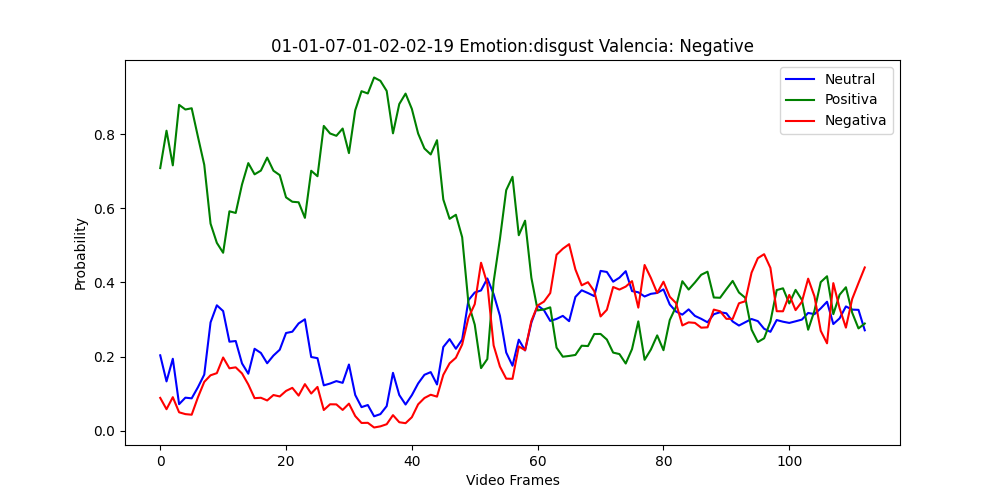 01-01-07-01-02-02-19 Emotion:disgust Valencia: Negative
Neutral
Positiva
Negativa
Probability
0.8
0.6
0.4
0.2
0.0
0 20 40 60 80 100
Video Frames